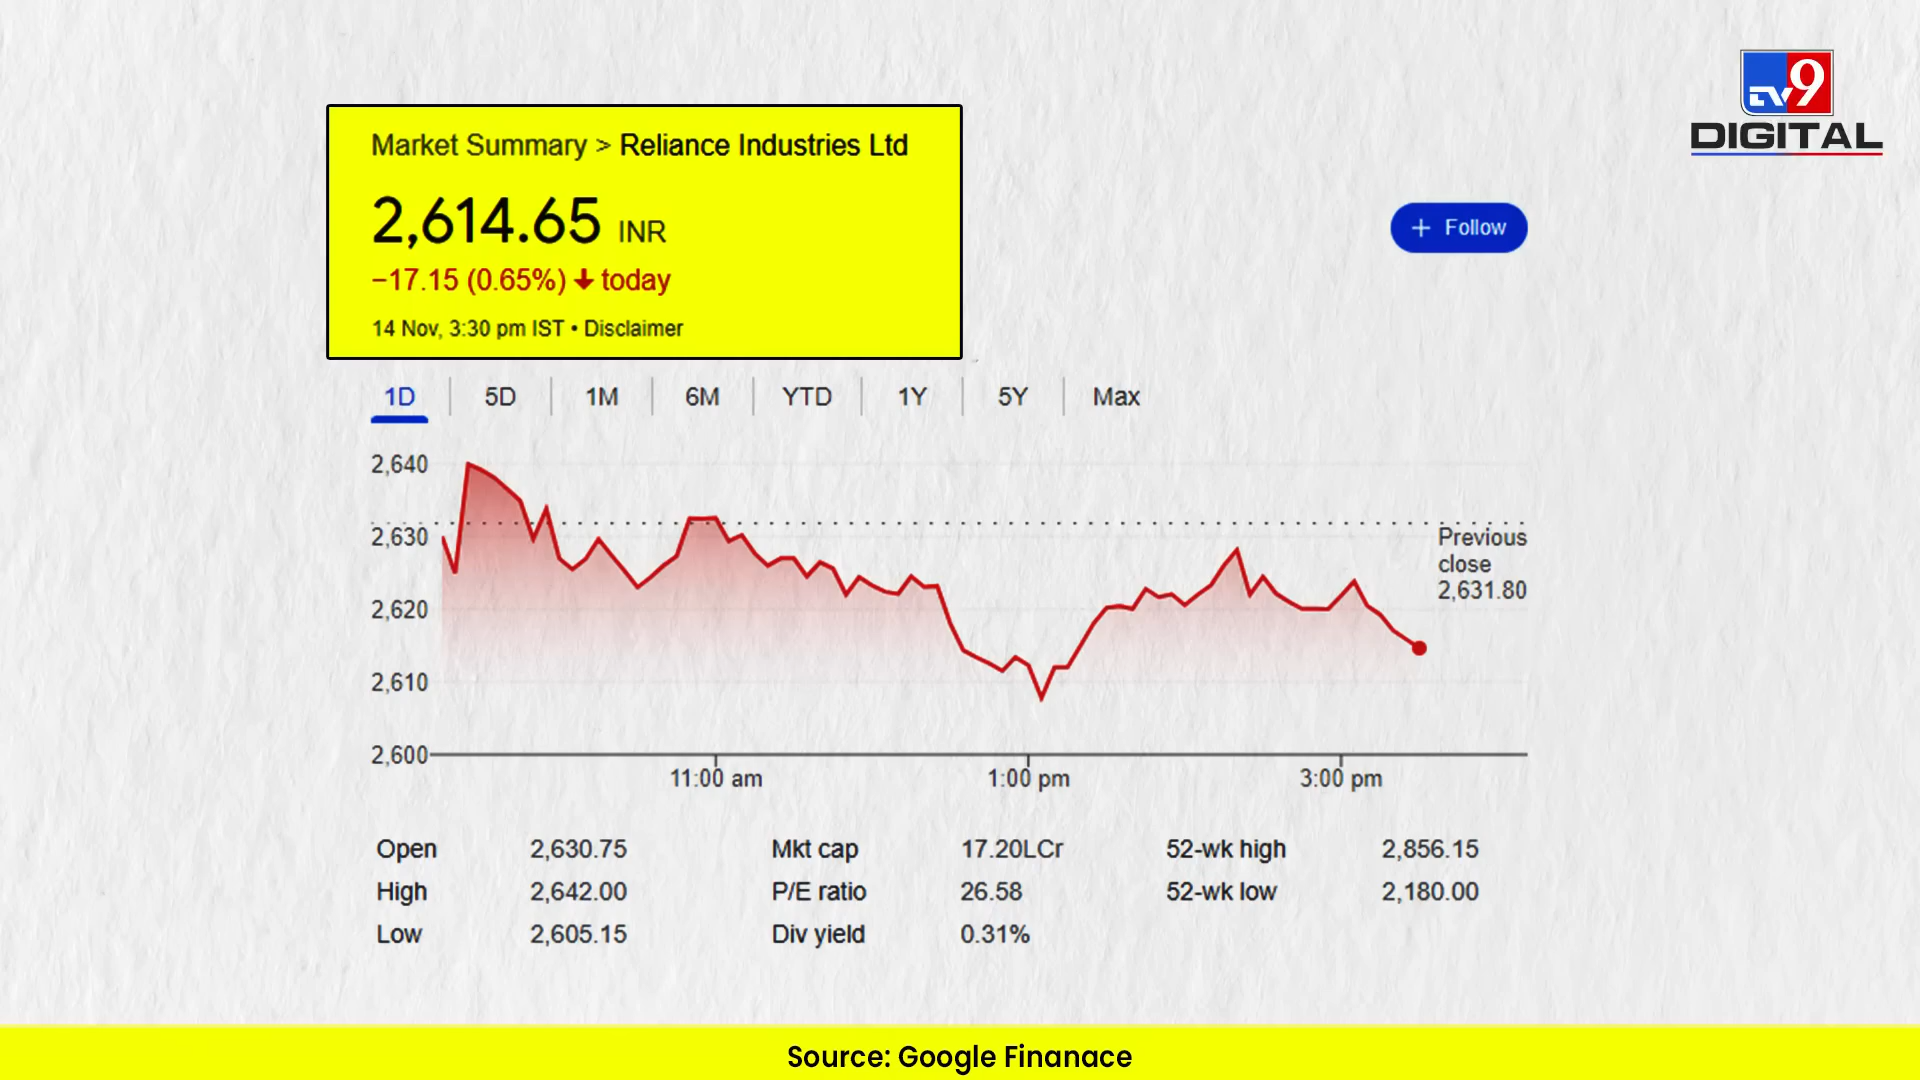 TV9
DIGITAL
Market Summary > Reliance Industries Ltd
2,614.65 INR
−17.15 (0.65%) ↓ today
14 Nov, 3:30 pm IST • Disclaimer
+ Follow
1D 5D 1M 6M YTD 1Y 5Y Max
2,640
2,630
2,620
2,610
2,600
Previous
close
2,631.80
11:00 am 1:00 pm 3:00 pm
Open 2,630.75 Mkt cap 17.20LCr 52-wk high 2,856.15
High 2,642.00 P/E ratio 26.58 52-wk low 2,180.00
Low 2,605.15 Div yield 0.31%
Source: Google Finanace